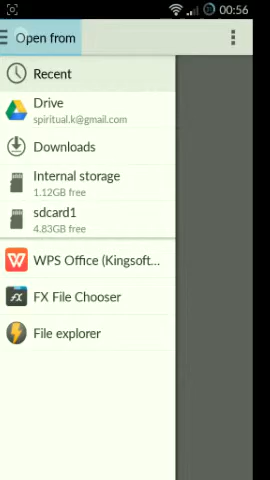 00:56
Open from
Recent
Drive
spiritual.k@gmail.com
Downloads
Internal storage
1.12GB free
sdcard1
4.83GB free
WPS Office (Kingsoft...
FX File Chooser
File explorer